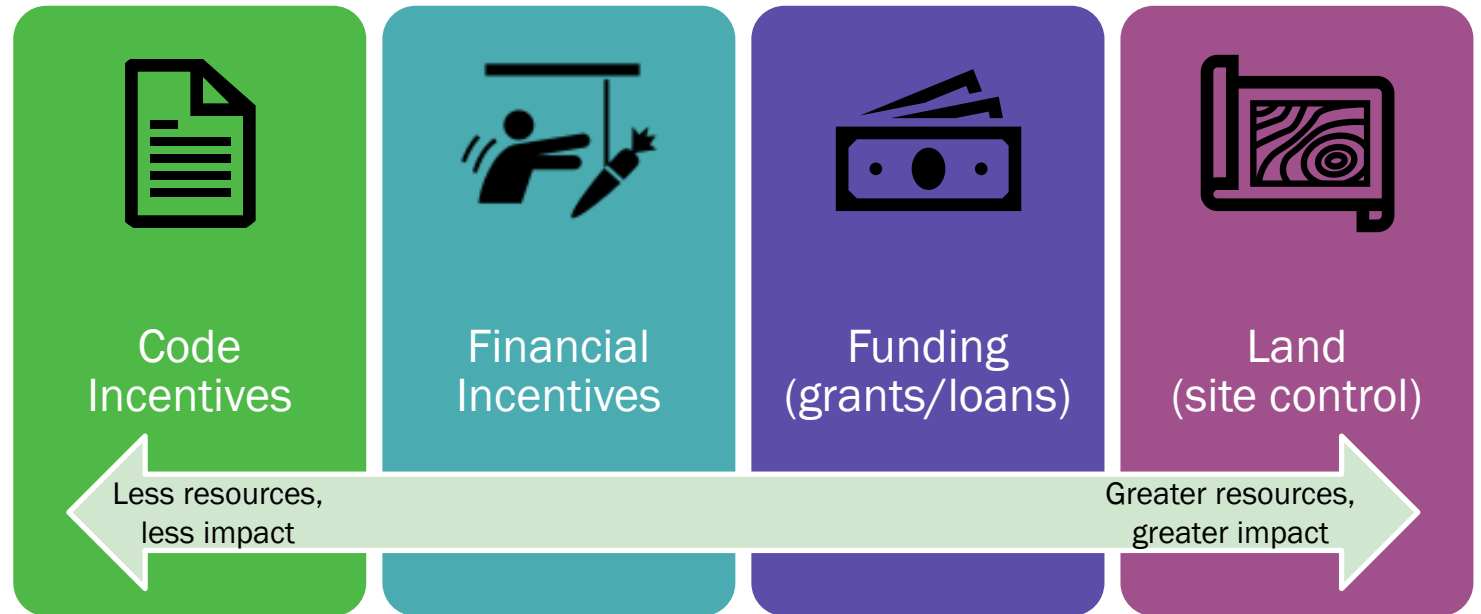 Code
Incentives
Financial
Incentives
Funding
(grants/loans)
Land
(site control)
Less resources,
less impact
Greater resources,
greater impact